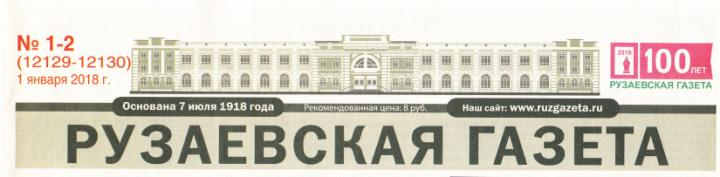 № 1-2
(12129-12130)
1 января 2018 г.
2018
100 ЛЕТ
РУЗАЕВСКАЯ ГАЗЕТА
Основана 7 июля 1918 года
Рекомендованная цена: 8 руб.
Наш сайт: www.ruzgazeta.ru
РУЗАЕВСКАЯ ГАЗЕТА